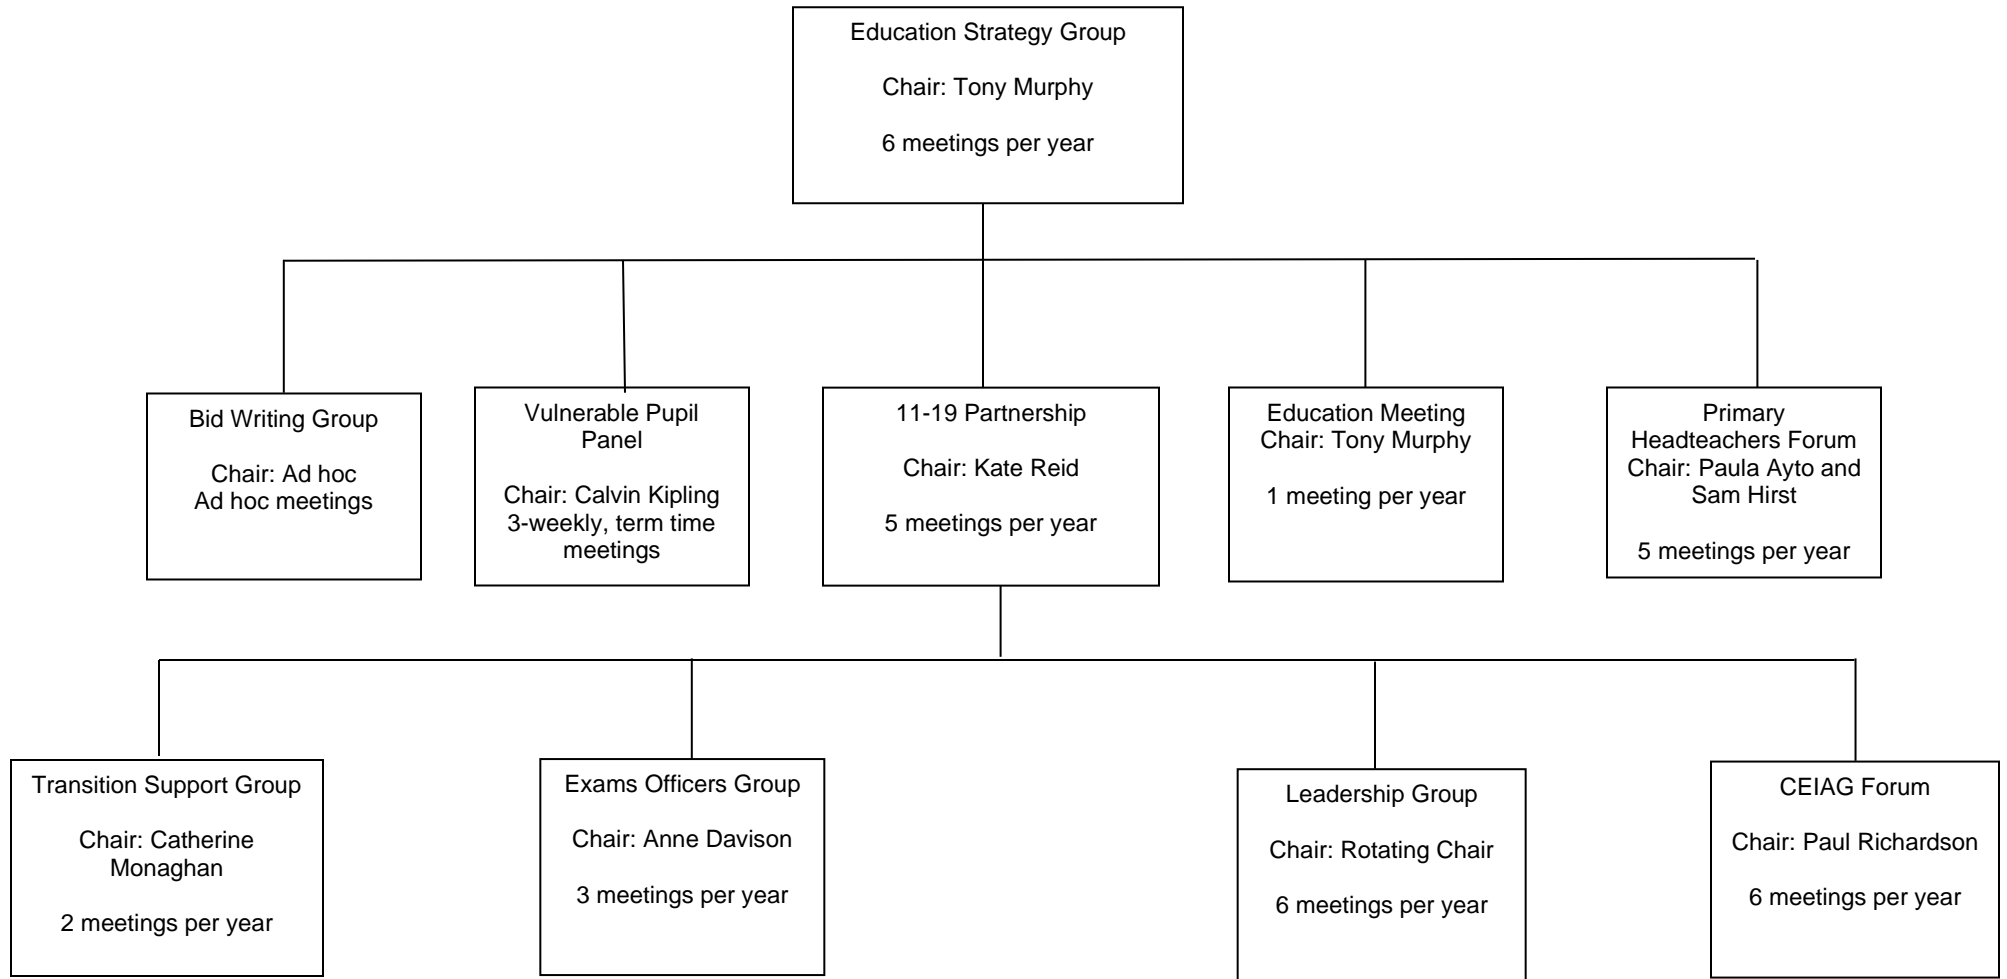 Education Strategy Group
Chair: Tony Murphy
6 meetings per year
Bid Writing Group
Chair: Ad hoc
Ad hoc meetings
Vulnerable Pupil
Panel
Chair: Calvin Kipling
3-weekly, term time
meetings
11-19 Partnership
Chair: Kate Reid
5 meetings per year
Education Meeting
Chair: Tony Murphy
1 meeting per year
Primary
Headteachers Forum
Chair: Paula Ayto and
Sam Hirst
5 meetings per year
Transition Support Group
Chair: Catherine
Monaghan
2 meetings per year
Exams Officers Group
Chair: Anne Davison
3 meetings per year
Leadership Group
Chair: Rotating Chair
6 meetings per year
CEIAG Forum
Chair: Paul Richardson
6 meetings per year